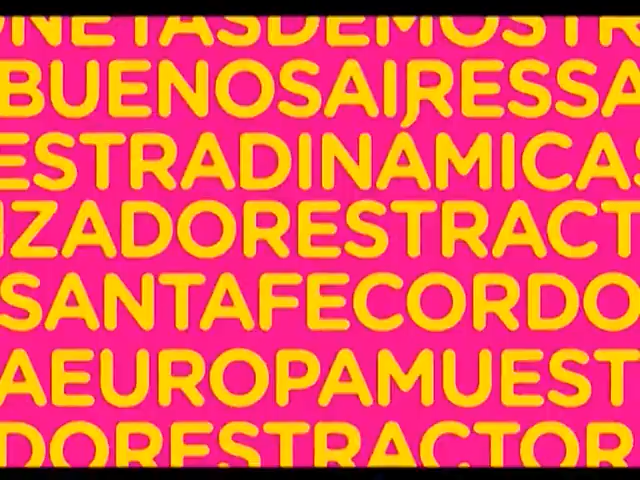 ONETASDEMOSTR
BUENOSAIRESSA
ESTRADINÁMICAS
IZADORESTRACT
SANTAFECORDO
AEUROPAMUEST
DORESTRACTOR